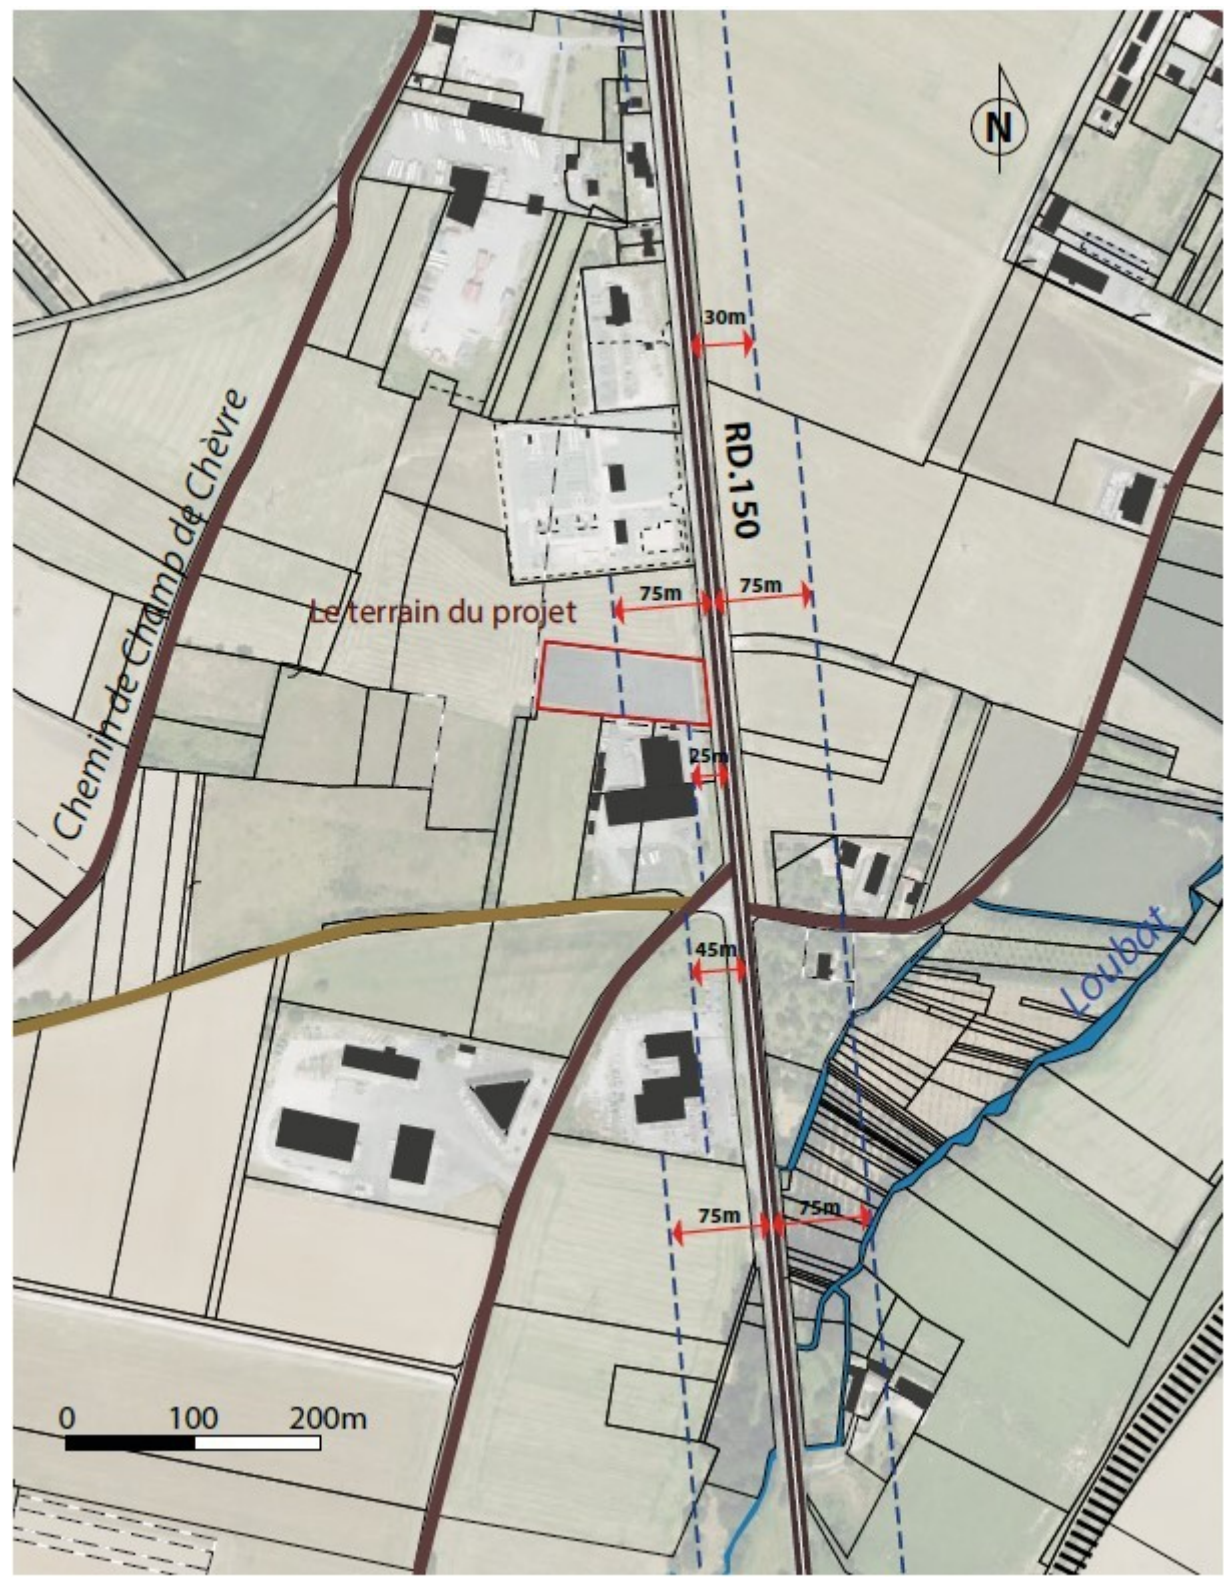 N
30m
RD.150
Chemin de Champ de Chèvre
75m
75m
Le terrain du projet
25m
45m
Loubat
75m
75m
0 100 200m